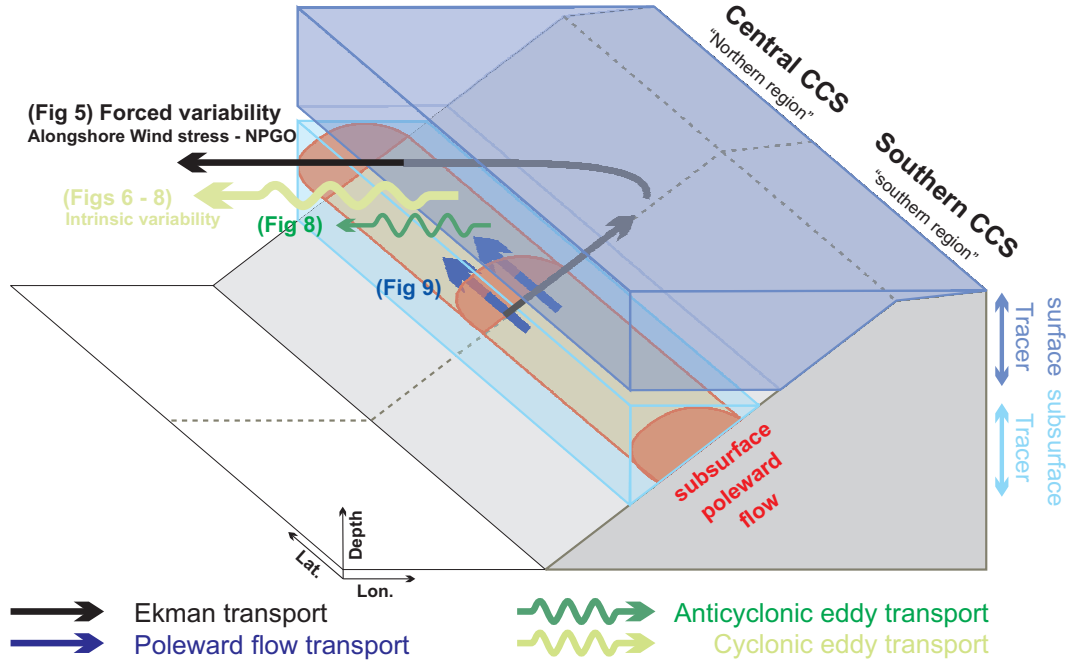 Central CCS
“Northern region”
Southern CCS
“southern region”
(Fig 5) Forced variability
Alongshore Wind stress - NPGO
(Figs 6 - 8)
Intrinsic variability
(Fig 8)
(Fig 9)
surface
Tracer
subsurface
Tracer
subsurface
poleward
flow
Depth
Lat.
Lon.
Ekman transport
Poleward flow transport
Anticyclonic eddy transport
Cyclonic eddy transport